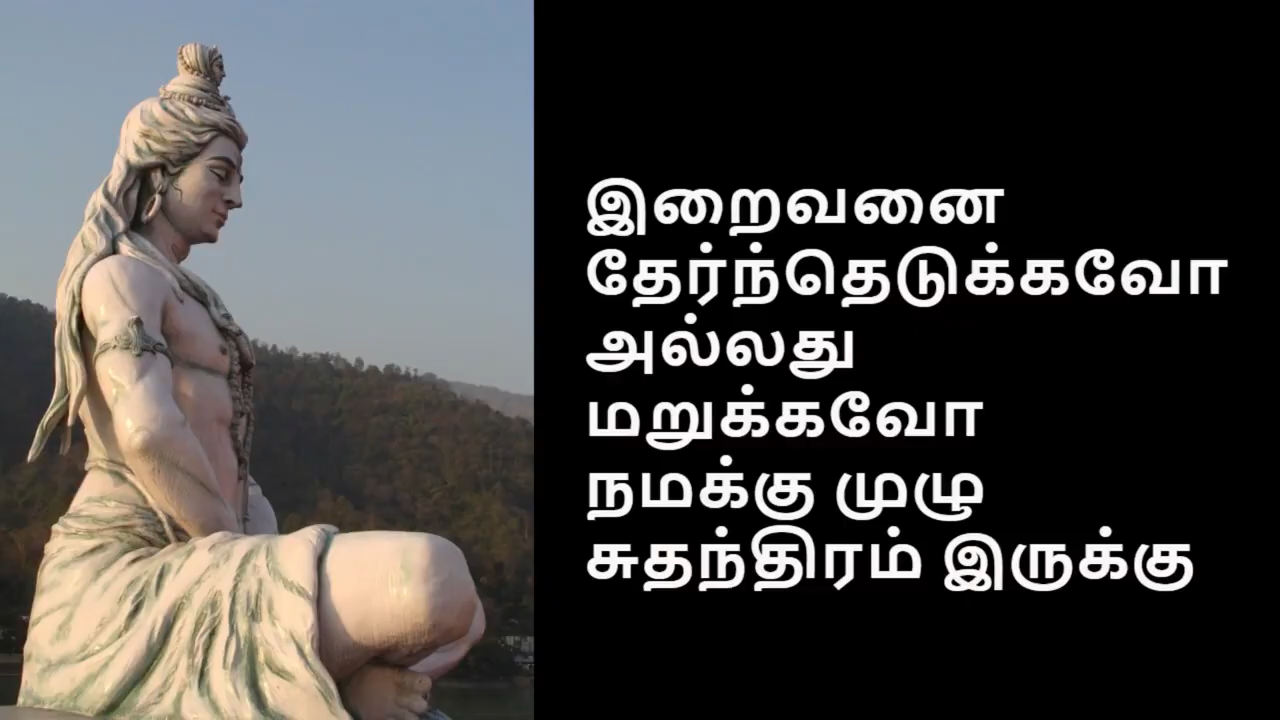 இறைவனை
தேர்ந்தெடுக்கவோ
அல்லது
மறுக்கவோ
நமக்கு முழு
சுதந்திரம் இருக்கு